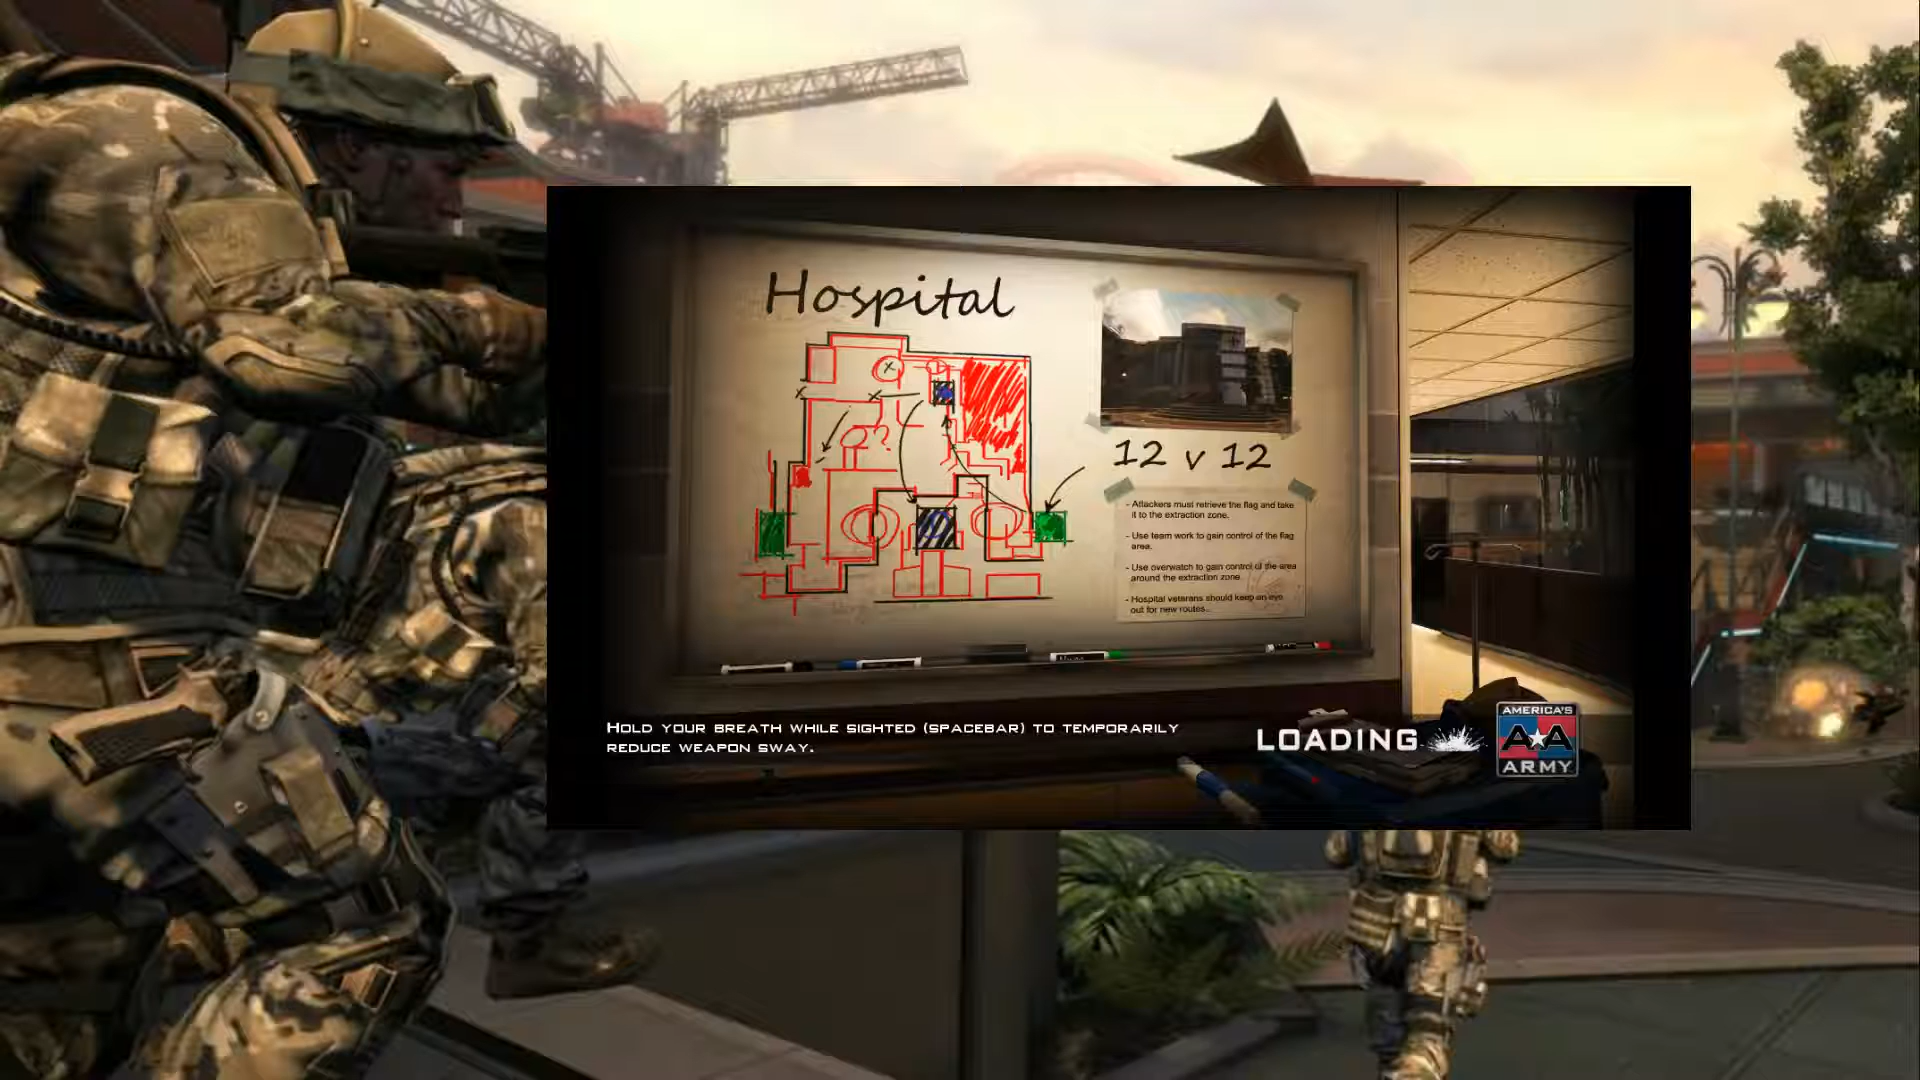 Hospital
12 v 12
- Attackers must retrieve the flag and take
it to the extraction zone.
- Use team work to gain control of the flag
area.
- Use overwatch to gain control of the area
around the extraction zone.
- Hospital veterans should keep an eye
out for new routes...
HOLD YOUR BREATH WHILE SIGHTED (SPACEBAR) TO TEMPORARILY
REDUCE WEAPON SWAY.
LOADING
AMERICA'S
AA
ARMY